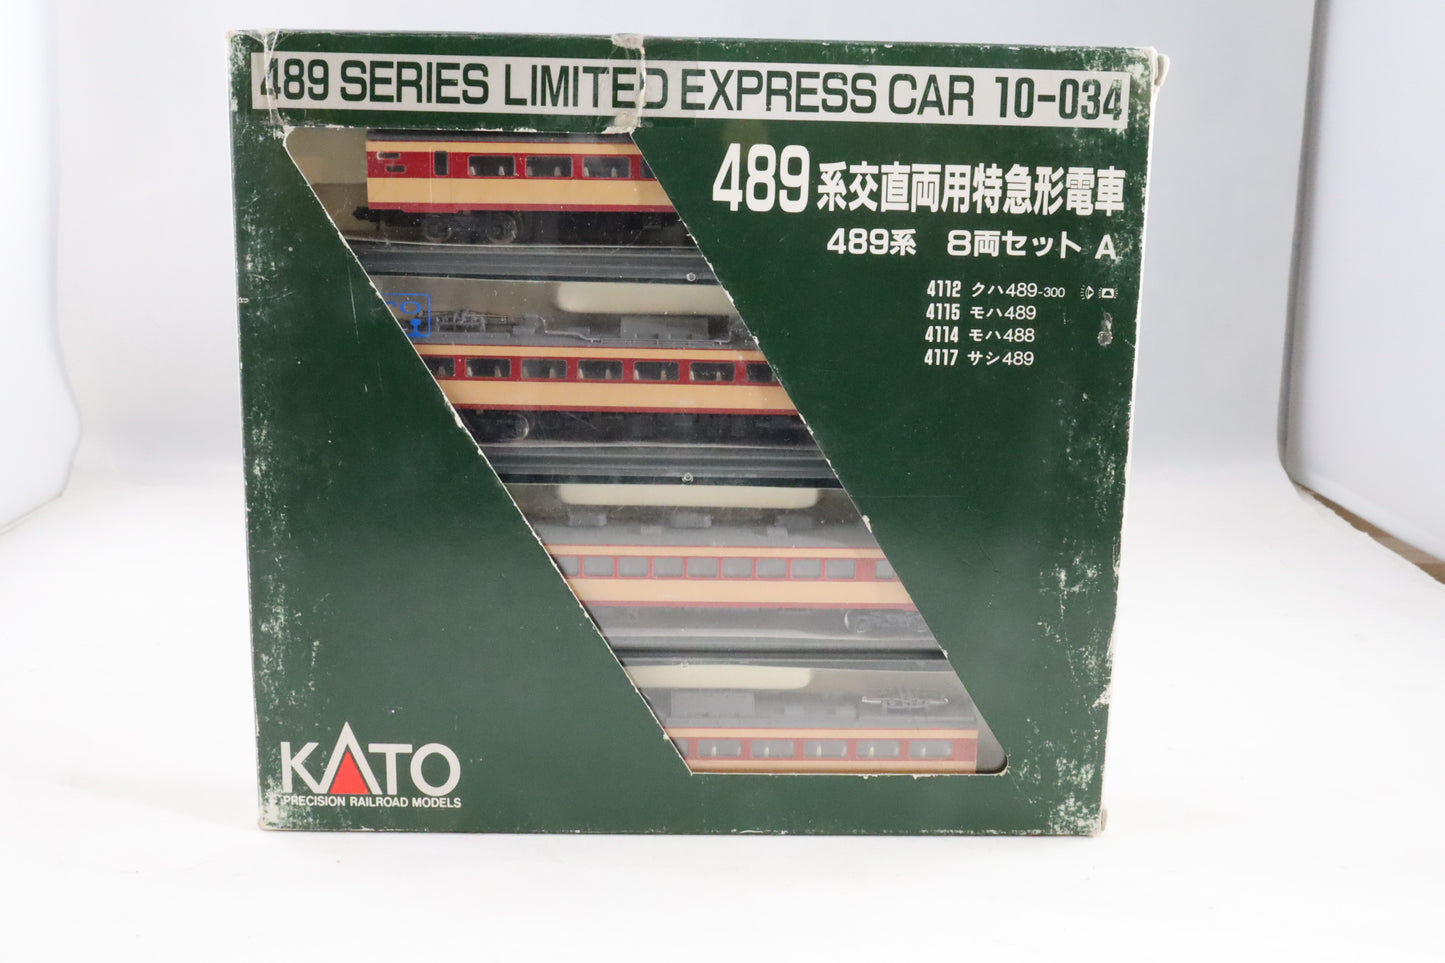 489 SERIES LIMITED EXPRESS CAR 10-034
489系交直両用特急形電車
489系 8両セット A
4112 クハ489-300
4115 モハ489
4114 モハ488
4117 サシ489
KATO
PRECISION RAILROAD MODELS